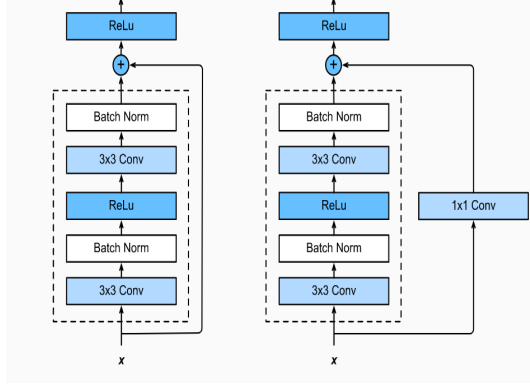 ReLu
+
Batch Norm
3x3 Conv
ReLu
Batch Norm
3x3 Conv
x
ReLu
+
Batch Norm
3x3 Conv
ReLu
1x1 Conv
Batch Norm
3x3 Conv
x